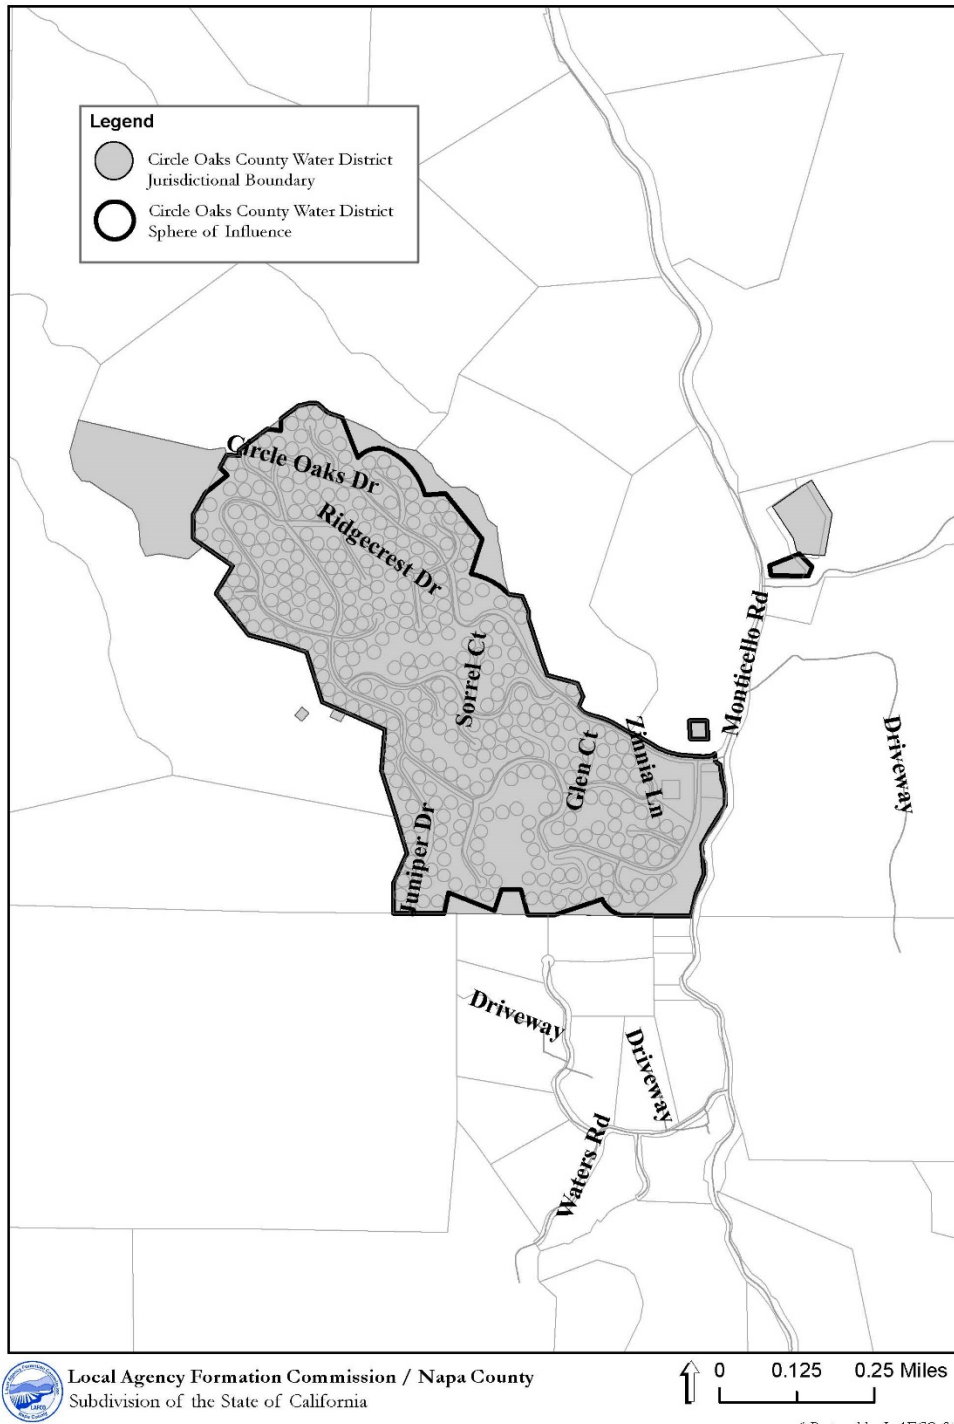 Legend
Circle Oaks County Water District
Jurisdictional Boundary
Circle Oaks County Water District
Sphere of Influence
Circle Oaks Dr
Ridgecrest Dr
Sorrel Ct
Monticello Rd
Zinnia Ln
Glen Ct
Driveway
Juniper Dr
Driveway
Driveway
Waters Rd
Local Agency Formation Commission / Napa County
Subdivision of the State of California
0 0.125 0.25 Miles
LAFCO